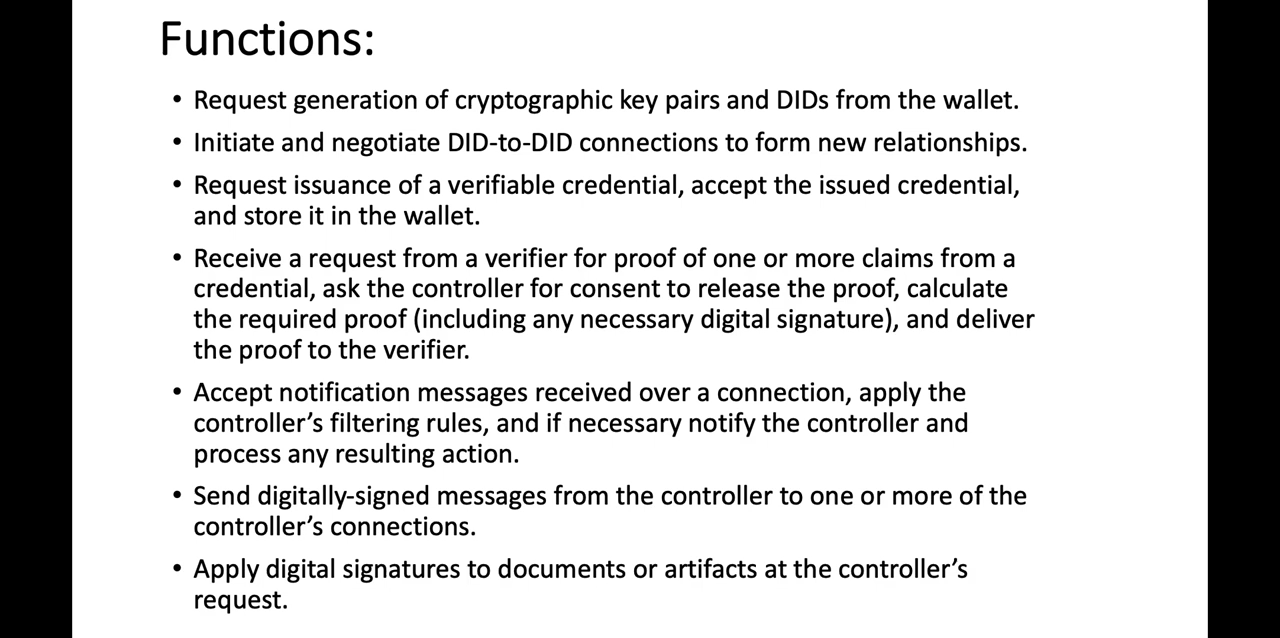 Functions:
• Request generation of cryptographic key pairs and DIDs from the wallet.
• Initiate and negotiate DID-to-DID connections to form new relationships.
• Request issuance of a verifiable credential, accept the issued credential,
and store it in the wallet.
• Receive a request from a verifier for proof of one or more claims from a
credential, ask the controller for consent to release the proof, calculate
the required proof (including any necessary digital signature), and deliver
the proof to the verifier.
• Accept notification messages received over a connection, apply the
controller’s filtering rules, and if necessary notify the controller and
process any resulting action.
• Send digitally-signed messages from the controller to one or more of the
controller’s connections.
• Apply digital signatures to documents or artifacts at the controller’s
request.